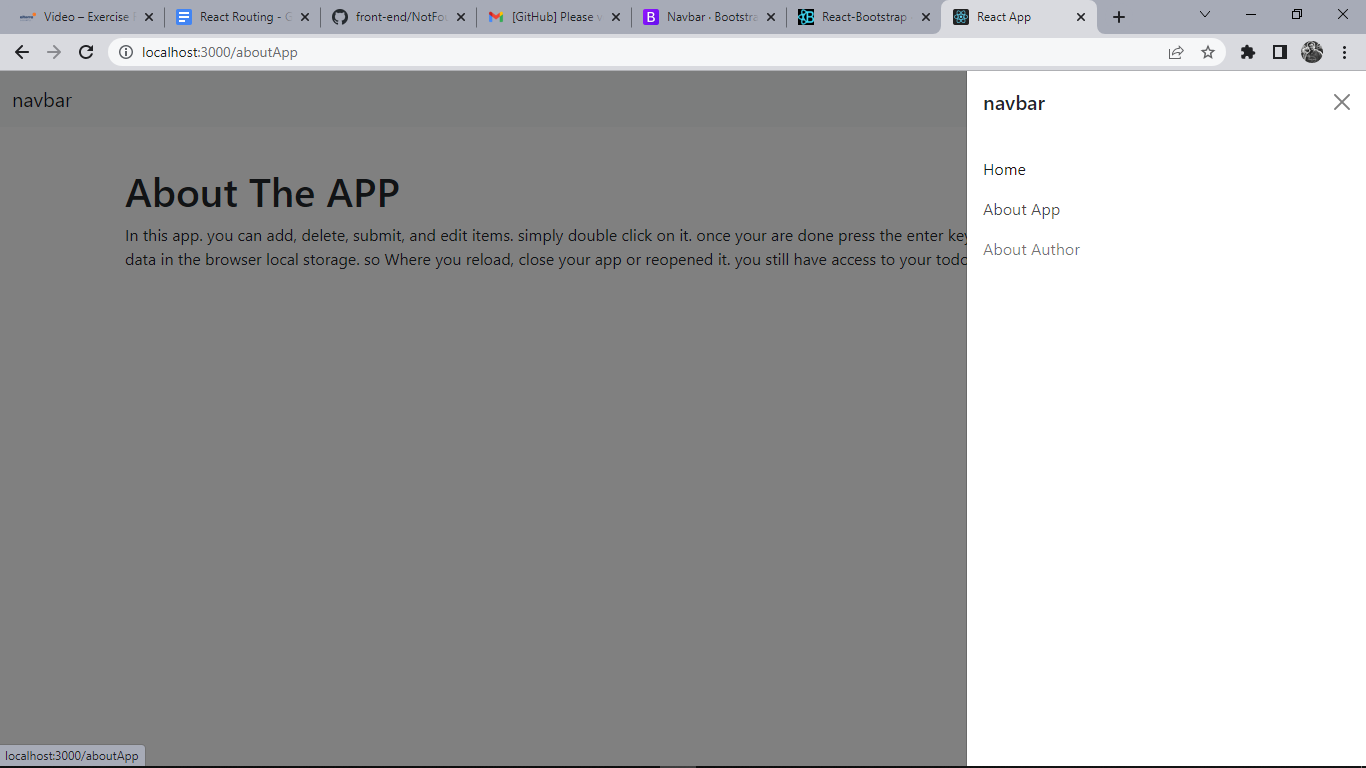 Video – Exercise
React Routing - G
front-end/NotFou
[GitHub] Please v
Navbar · Bootstra
React-Bootstrap
React App
localhost:3000/aboutApp
navbar
navbar
Home
About App
About Author
About The APP
In this app. you can add, delete, submit, and edit items. simply double click on it. once your are done press the enter key
data in the browser local storage. so Where you reload, close your app or reopened it. you still have access to your todo
localhost:3000/aboutApp